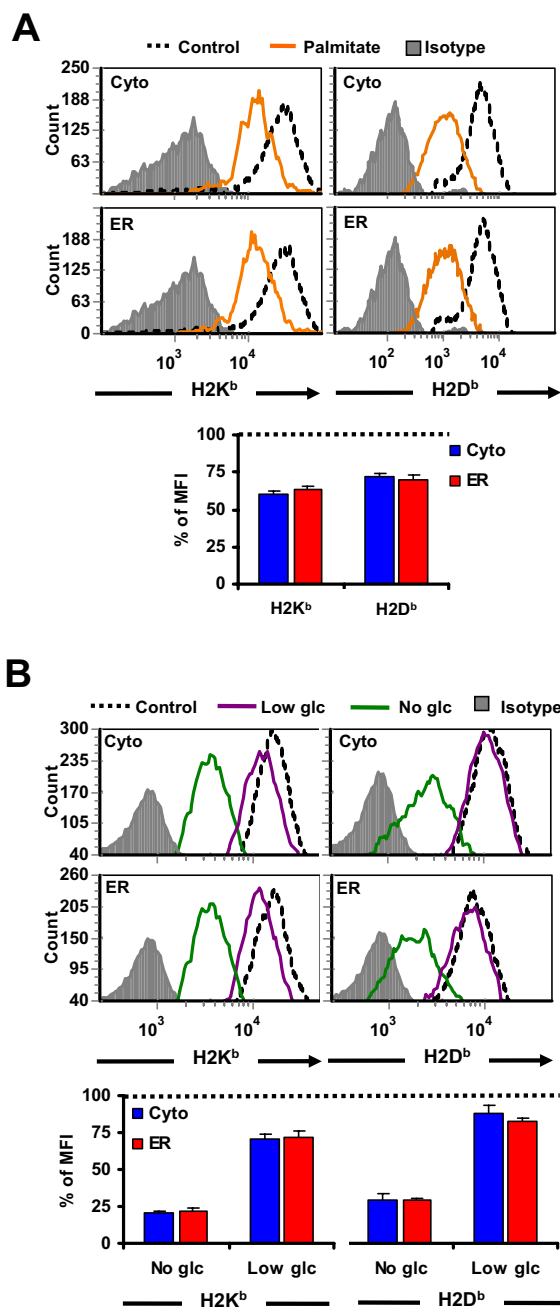 A
Control Palmitate Isotype
Cyto Cyto
250
188
125
63
Count
ER ER
188
125
63
0
Count
10³ 10⁴ 10² 10³ 10⁴
H2Kᵇ H2Dᵇ
100
75
50
25
0
% of MFI
Cyto
ER
H2Kᵇ H2Dᵇ
B
Control Low glc No glc Isotype
Cyto Cyto
300
235
170
105
40
Count
ER ER
260
205
150
95
40
Count
10³ 10⁴ 10³ 10⁴
H2Kᵇ H2Dᵇ
100
75
50
25
0
% of MFI
Cyto
ER
No glc Low glc No glc Low glc
H2Kᵇ H2Dᵇ